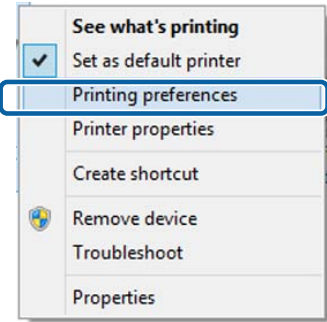 See what's printing
Set as default printer
Printing preferences
Printer properties
Create shortcut
Remove device
Troubleshoot
Properties